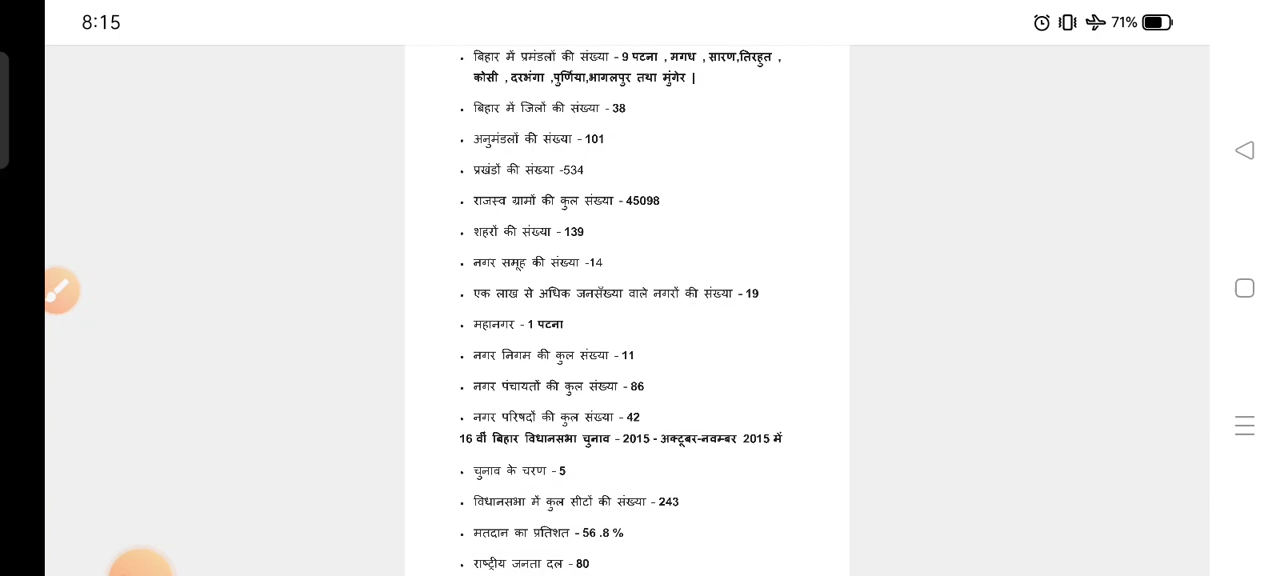 8:15
71%
• बिहार में प्रमंडलों की संख्या - 9 पटना , मगध , सारण,तिरहुत ,
कोसी , दरभंगा ,पुर्णिया,भागलपुर तथा मुंगेर |
• बिहार में जिलों की संख्या - 38
• अनुमंडलों की संख्या - 101
• प्रखंडों की संख्या -534
• राजस्व ग्रामों की कुल संख्या - 45098
• शहरों की संख्या - 139
• नगर समूह की संख्या -14
• एक लाख से अधिक जनसँख्या वाले नगरों की संख्या - 19
• महानगर - 1 पटना
• नगर निगम की कुल संख्या - 11
• नगर पंचायतों की कुल संख्या - 86
• नगर परिषदों की कुल संख्या - 42
16 वीं बिहार विधानसभा चुनाव - 2015 - अक्टूबर-नवम्बर 2015 में
• चुनाव के चरण - 5
• विधानसभा में कुल सीटों की संख्या - 243
• मतदान का प्रतिशत - 56 .8 %
• राष्ट्रीय जनता दल - 80